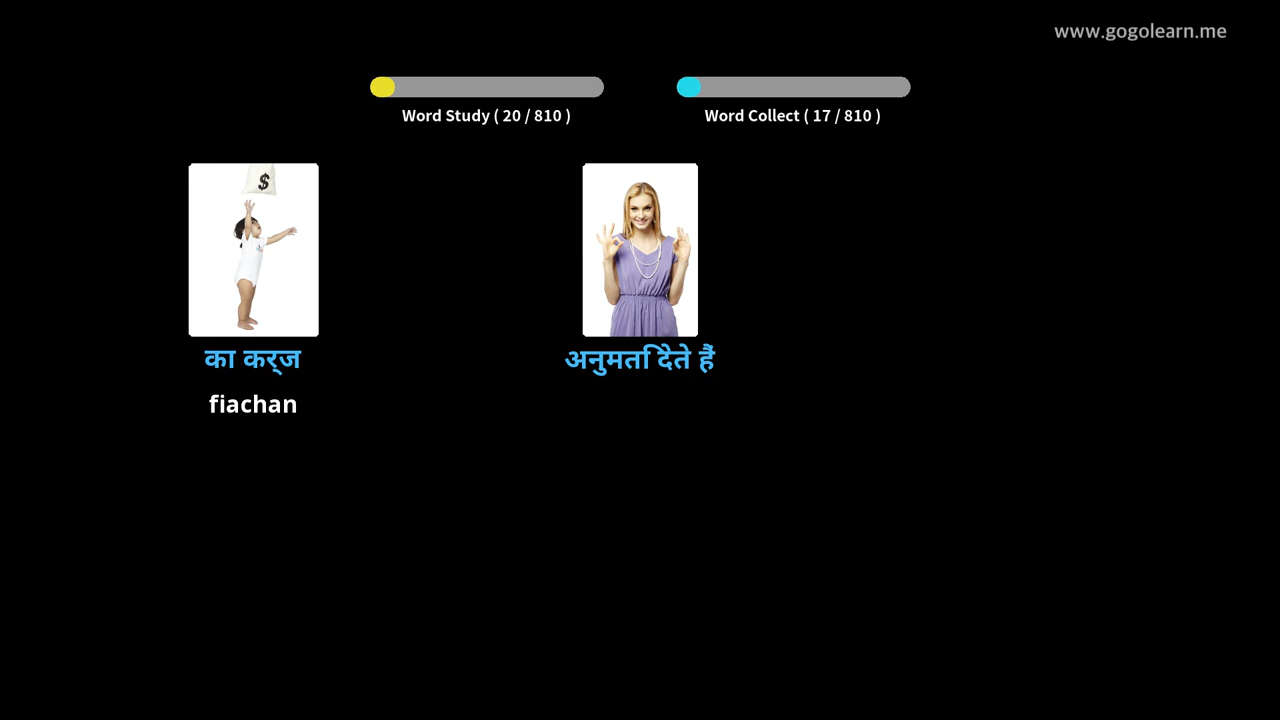 www.gogolearn.me
Word Study ( 20 / 810 )
Word Collect ( 17 / 810 )
$
का कर्ज
अनुमति देते हैं
fiachan